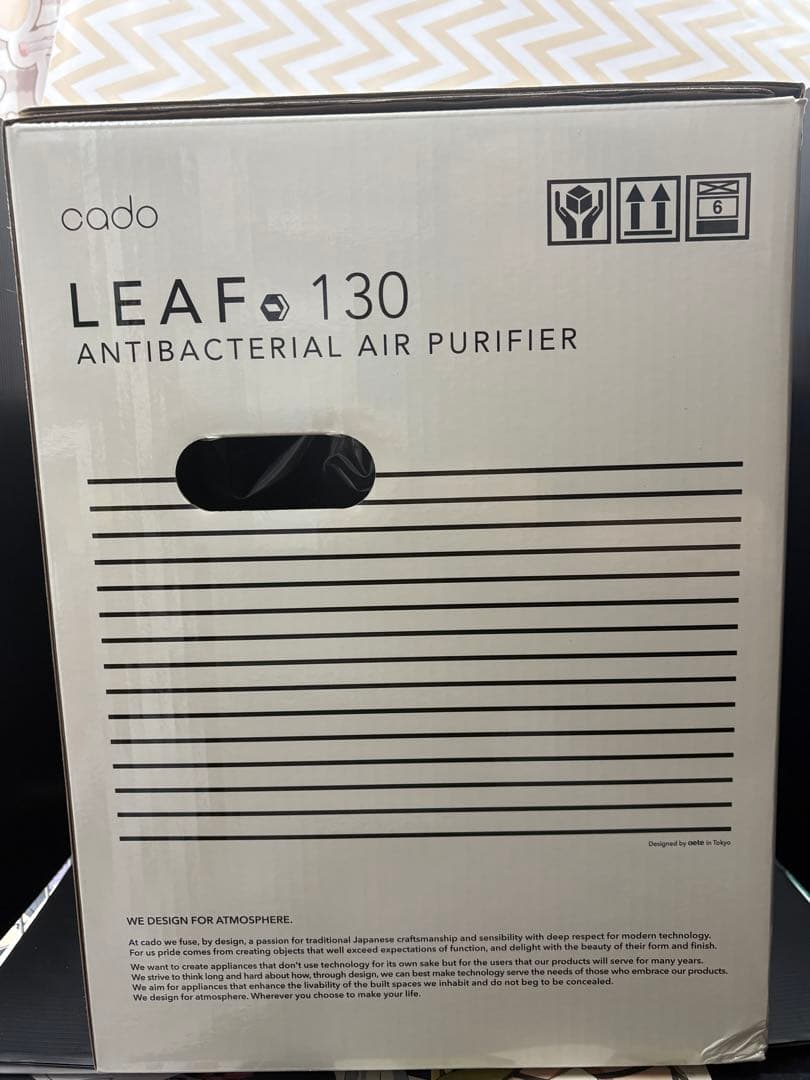 cado
6
LEAF 130
ANTIBACTERIAL AIR PURIFIER
Designed by aete in Tokyo
WE DESIGN FOR ATMOSPHERE.
At cado we fuse, by design, a passion for traditional Japanese craftsmanship and sensibility with deep respect for modern technology.
For us pride comes from creating objects that well exceed expectations of function, and delight with the beauty of their form and finish.
We want to create appliances that don't use technology for its own sake but for the users that our products will serve for many years.
We strive to think long and hard about how, through design, we can best make technology serve the needs of those who embrace our products.
We aim for appliances that enhance the livability of the built spaces we inhabit and do not beg to be concealed.
We design for atmosphere. Wherever you choose to make your life.